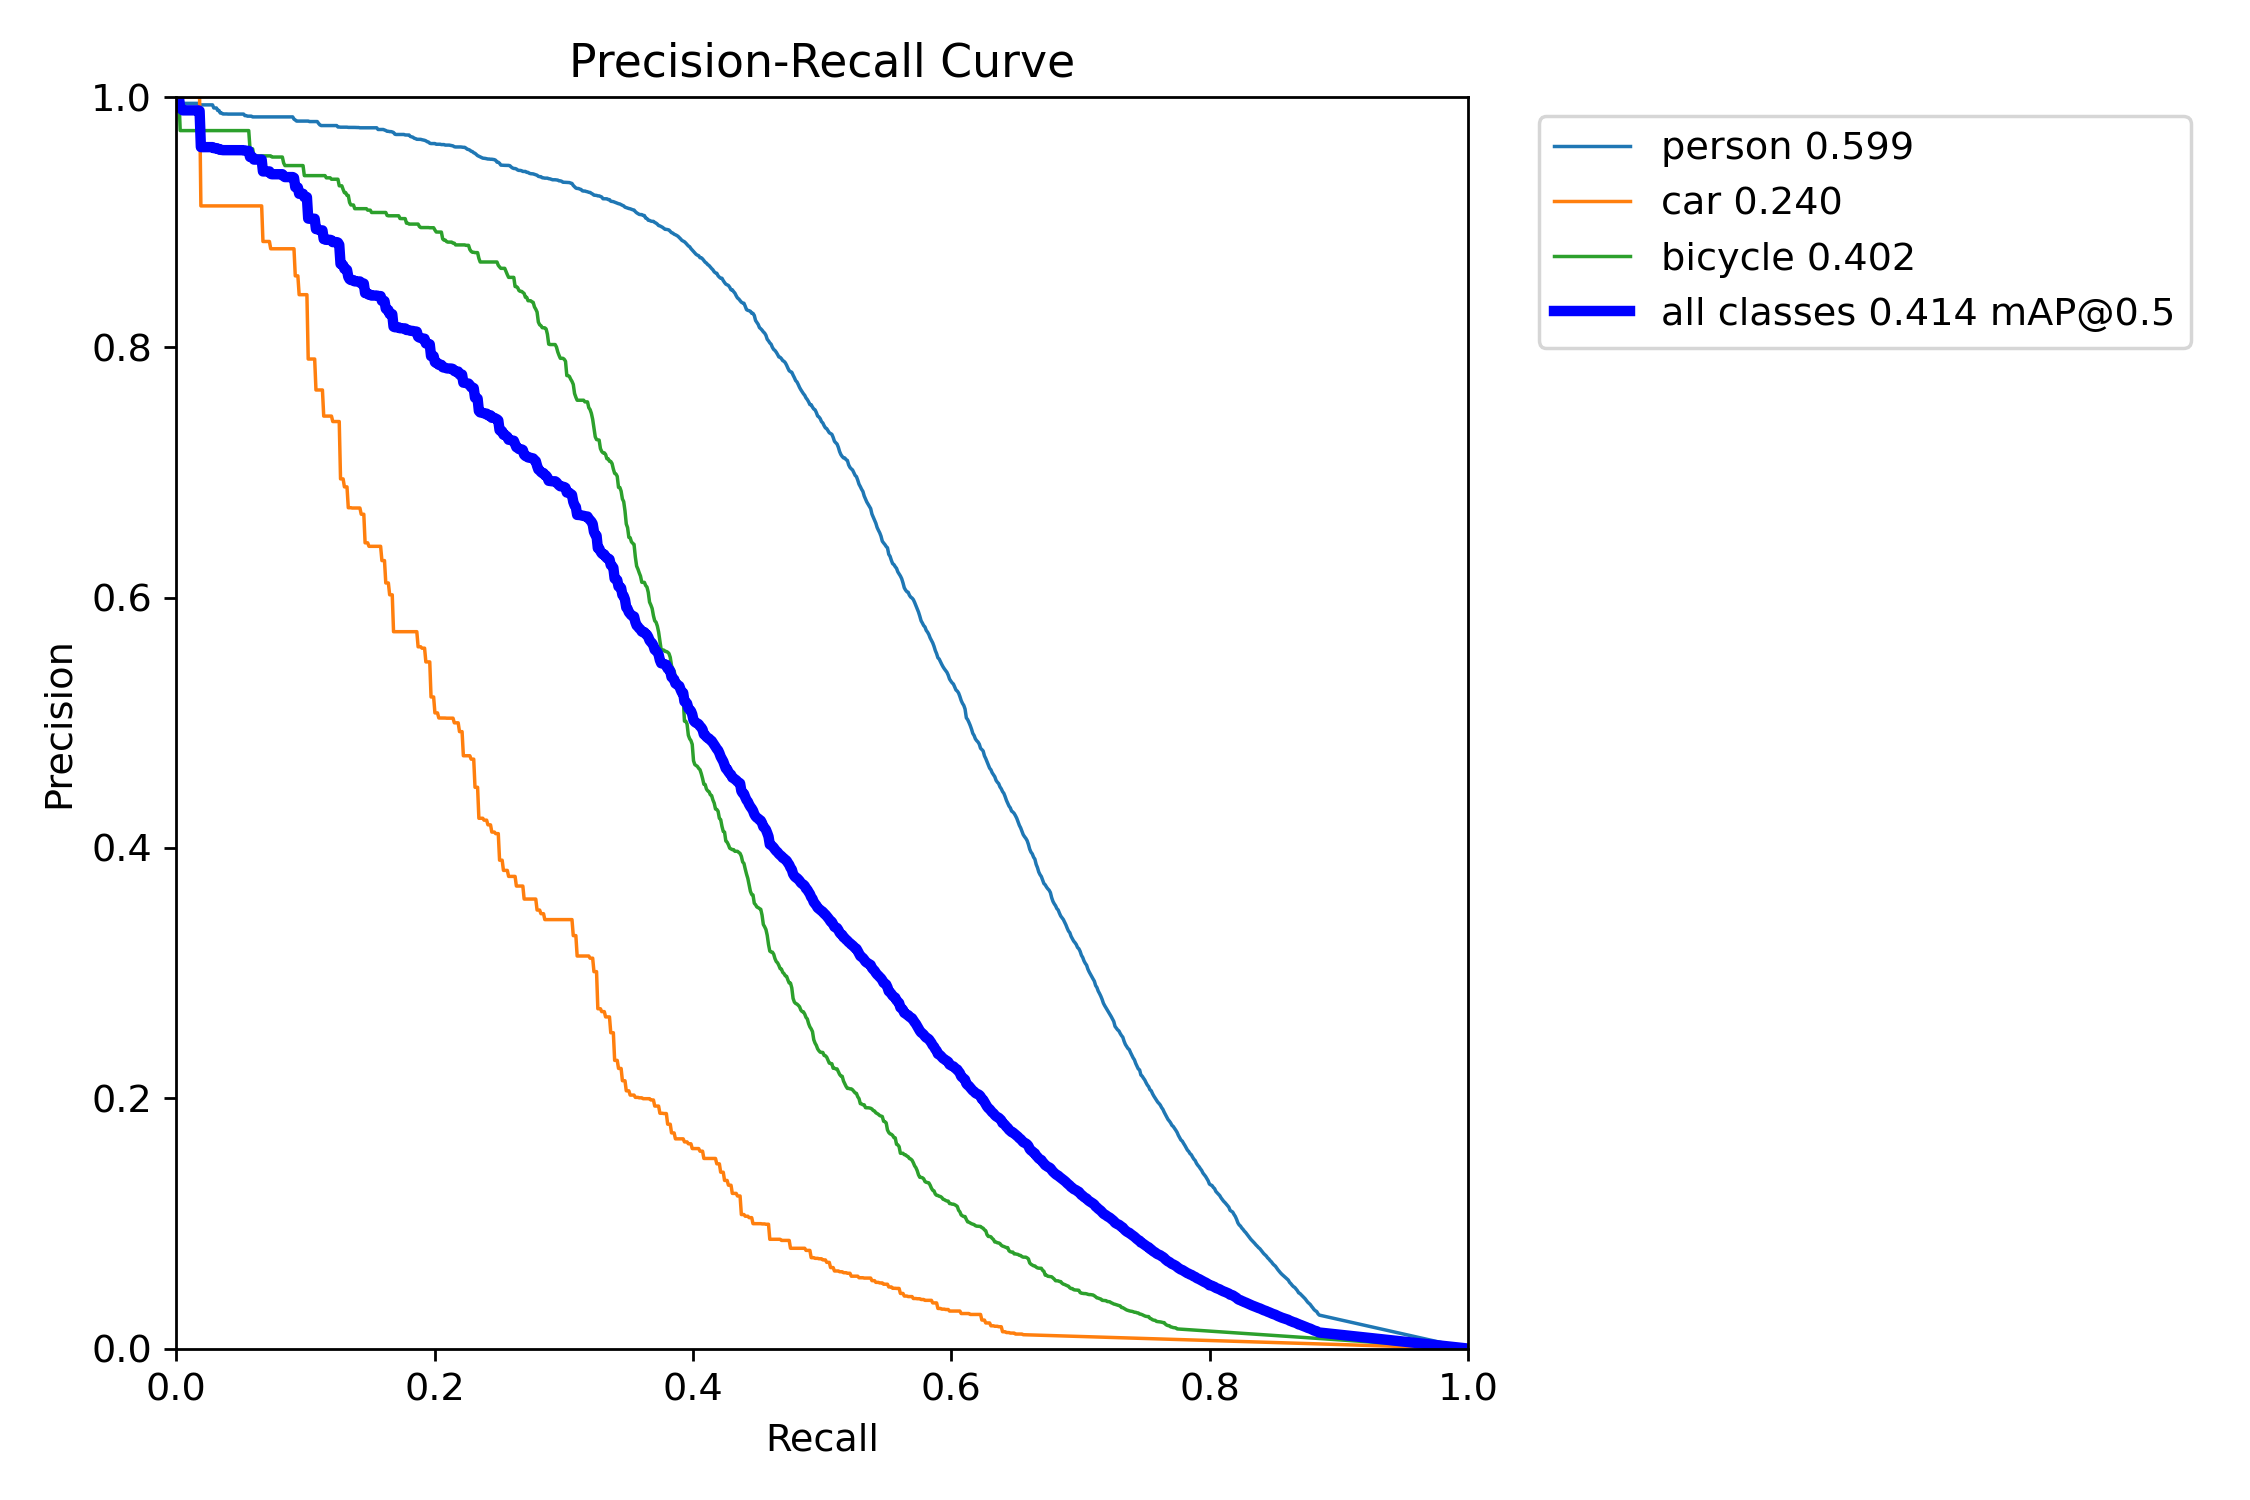 Precision-Recall Curve
person 0.599
car 0.240
bicycle 0.402
all classes 0.414 mAP@0.5
Precision
1.0
0.8
0.6
0.4
0.2
0.0
0.0 0.2 0.4 0.6 0.8 1.0
Recall